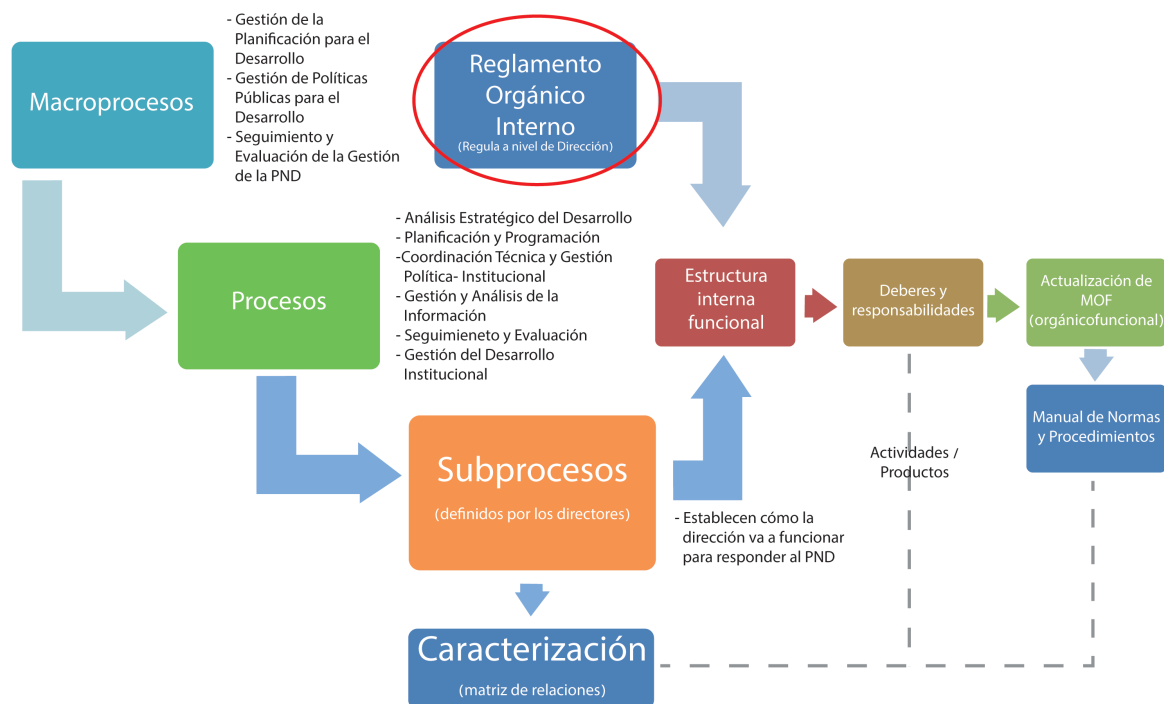 Macroprocesos
- Gestión de la
Planificación para el
Desarrollo
- Gestión de Políticas
Públicas para el
Desarrollo
- Seguimiento y
Evaluación de la Gestión
de la PND
Reglamento
Orgánico
Interno
(Regula a nivel de Dirección)
Procesos
- Análisis Estratégico del Desarrollo
- Planificación y Programación
-Coordinación Técnica y Gestión
Política- Institucional
- Gestión y Análisis de la
Información
- Seguimieneto y Evaluación
- Gestión del Desarrollo
Institucional
Estructura
interna
funcional
Deberes y
responsabilidades
Actualización de
MOF
(orgánicofuncional)
Manual de Normas
y Procedimientos
Subprocesos
(definidos por los directores)
Actividades /
Productos
- Establecen cómo la
dirección va a funcionar
para responder al PND
Caracterización
(matriz de relaciones)